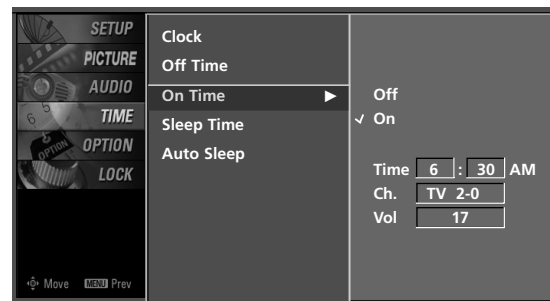 SETUP
PICTURE
AUDIO
TIME
OPTION
LOCK
Move MENU Prev
Clock
Off Time
On Time
Sleep Time
Auto Sleep
Off
On
Time 6 : 30 AM
Ch. TV 2-0
Vol 17